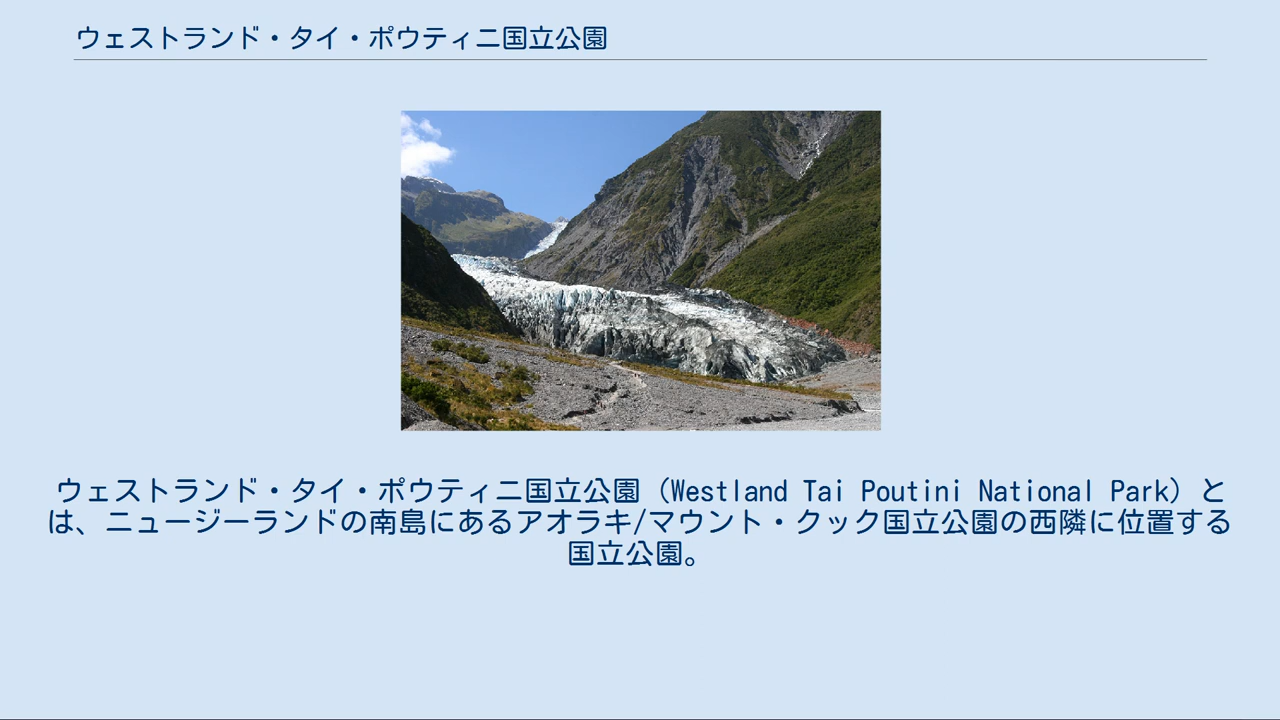 ウェストランド・タイ・ポウティニ国立公園
ウェストランド・タイ・ポウティニ国立公園（Westland Tai Poutini National Park）と
は、ニュージーランドの南島にあるアオラキ/マウント・クック国立公園の西隣に位置する
国立公園。